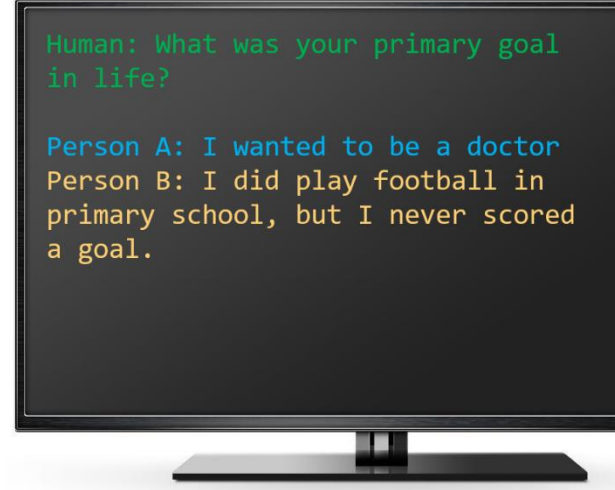 Human: What was your primary goal
in life?
Person A: I wanted to be a doctor
Person B: I did play football in
primary school, but I never scored
a goal.